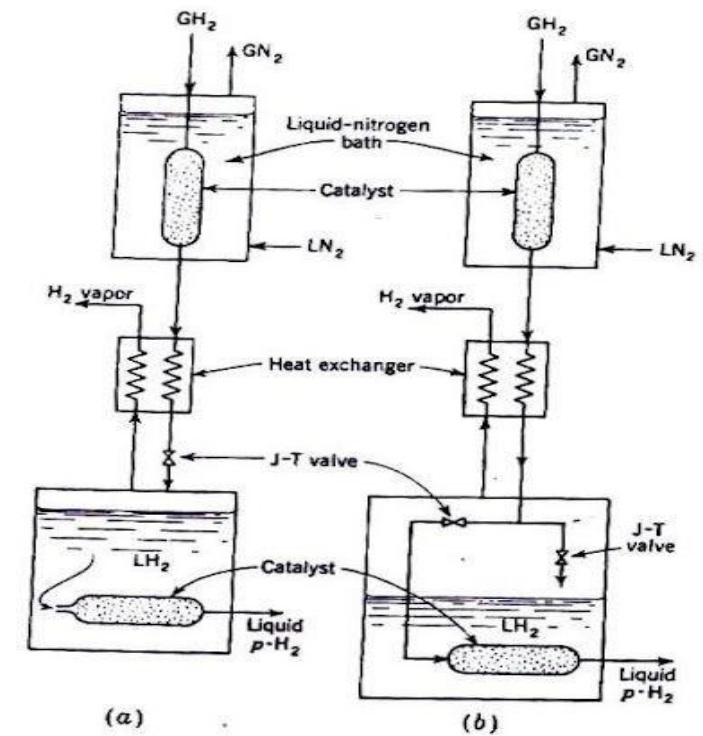 GH₂
GN₂
GH₂
GN₂
Liquid-nitrogen
bath
Catalyst
LN₂
LN₂
H₂ vapor
H₂ vapor
Heat exchanger
J-T valve
J-T
valve
LH₂
Catalyst
LH₂
Liquid
p-H₂
Liquid
p-H₂
(a)
(b)